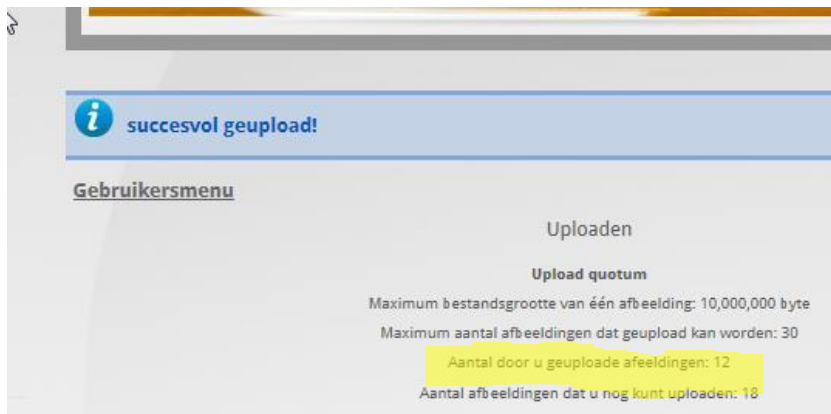 succesvol geupload!
Gebruikersmenu
Uploaden
Upload quotum
Maximum bestandsgrootte van één afbeelding: 10,000,000 byte
Maximum aantal afbeeldingen dat geupload kan worden: 30
Aantal door u geuploade afeeldingen: 12
Aantal afbeeldingen dat u nog kunt uploaden: 18